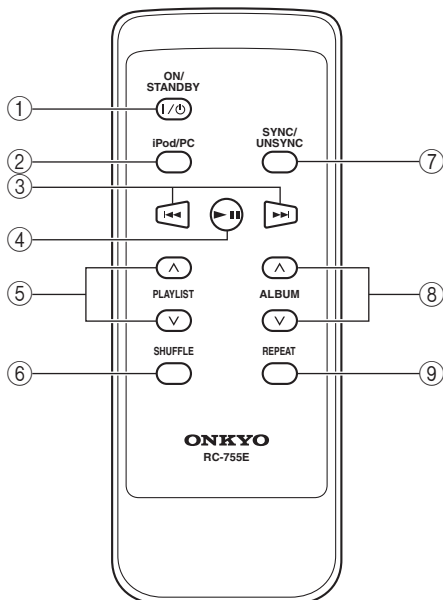 ON/
STANDBY
①
iPod/PC
SYNC/
UNSYNC
②
⑦
③
④
⑤
PLAYLIST
ALBUM
⑧
⑥
SHUFFLE
REPEAT
⑨
ONKYO
RC-755E